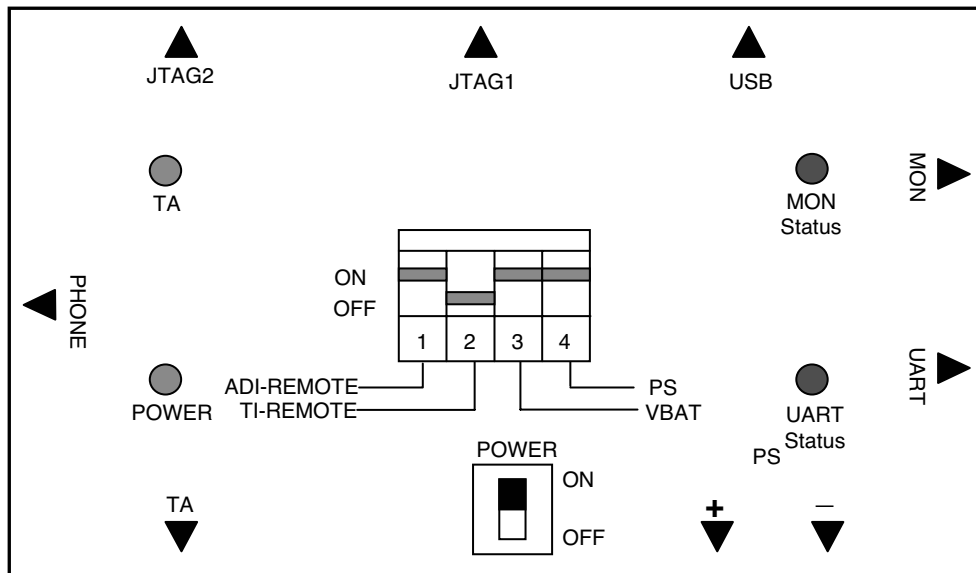 JTAG2
JTAG1
USB
TA
MON
Status
MON
PHONE
ON
OFF
1 2 3 4
ADI-REMOTE
TI-REMOTE
PS
VBAT
POWER
UART
Status
UART
PS
POWER
ON
OFF
TA
+ −